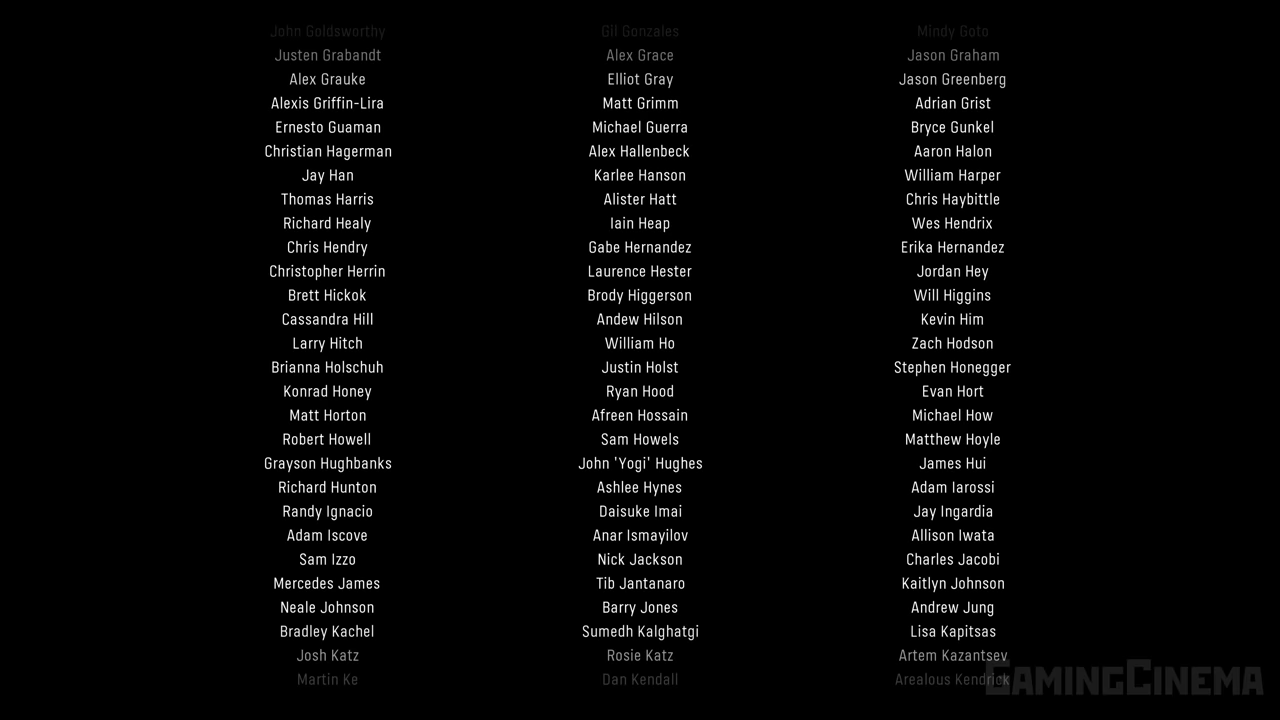 John Goldsworthy Gil Gonzales Mindy Goto
Justen Grabandt Alex Grace Jason Graham
Alex Grauke Elliot Gray Jason Greenberg
Alexis Griffin-Lira Matt Grimm Adrian Grist
Ernesto Guaman Michael Guerra Bryce Gunkel
Christian Hagerman Alex Hallenbeck Aaron Halon
Jay Han Karlee Hanson William Harper
Thomas Harris Alister Hatt Chris Haybittle
Richard Healy Iain Heap Wes Hendrix
Chris Hendry Gabe Hernandez Erika Hernandez
Christopher Herrin Laurence Hester Jordan Hey
Brett Hickok Brody Higgerson Will Higgins
Cassandra Hill Andew Hilson Kevin Him
Larry Hitch William Ho Zach Hodson
Brianna Holschuh Justin Holst Stephen Honegger
Konrad Honey Ryan Hood Evan Hort
Matt Horton Afreen Hossain Michael How
Robert Howell Sam Howels Matthew Hoyle
Grayson Hughbanks John 'Yogi' Hughes James Hui
Richard Hunton Ashlee Hynes Adam Iarossi
Randy Ignacio Daisuke Imai Jay Ingardia
Adam Iscove Anar Ismayilov Allison Iwata
Sam Izzo Nick Jackson Charles Jacobi
Mercedes James Tib Jantanaro Kaitlyn Johnson
Neale Johnson Barry Jones Andrew Jung
Bradley Kachel Sumedh Kalghatgi Lisa Kapitsas
Josh Katz Rosie Katz Artem Kazantsev
Martin Ke Dan Kendall Arealous Kendrick
GAMINGCINEMA